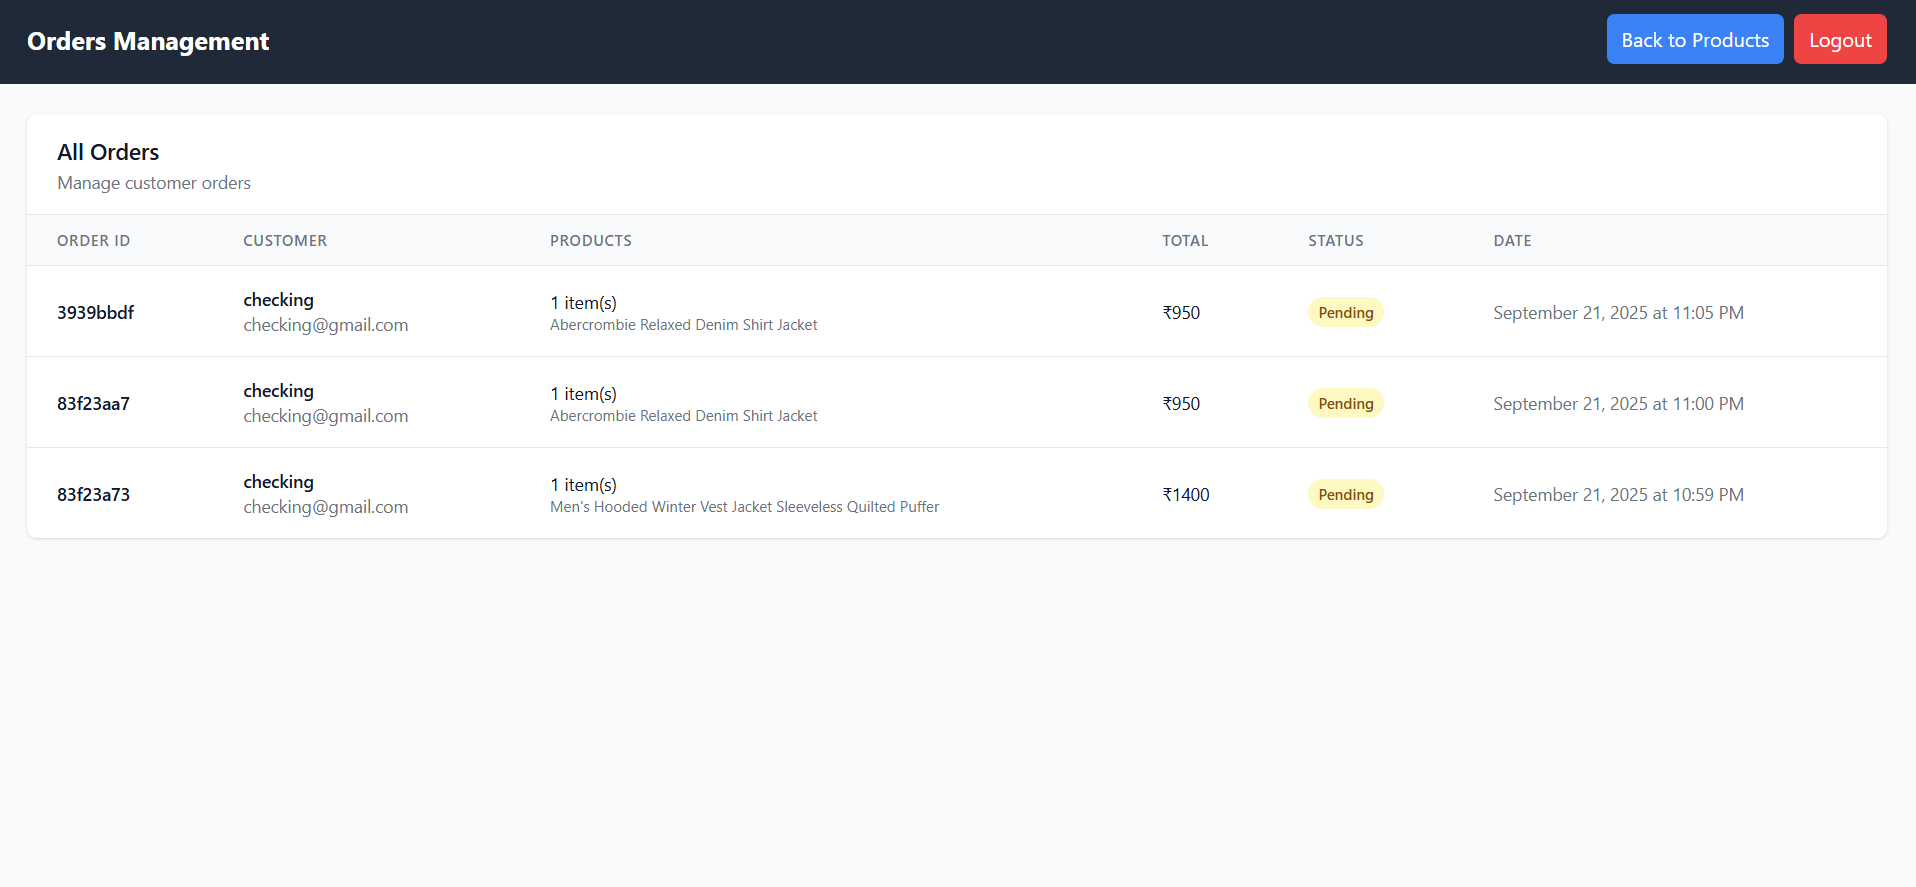 Orders Management
Back to Products
Logout
All Orders
Manage customer orders
ORDER ID CUSTOMER PRODUCTS TOTAL STATUS DATE
3939bbdf
checking
checking@gmail.com
1 item(s)
Abercrombie Relaxed Denim Shirt Jacket
₹950
Pending
September 21, 2025 at 11:05 PM
83f23aa7
checking
checking@gmail.com
1 item(s)
Abercrombie Relaxed Denim Shirt Jacket
₹950
Pending
September 21, 2025 at 11:00 PM
83f23a73
checking
checking@gmail.com
1 item(s)
Men's Hooded Winter Vest Jacket Sleeveless Quilted Puffer
₹1400
Pending
September 21, 2025 at 10:59 PM